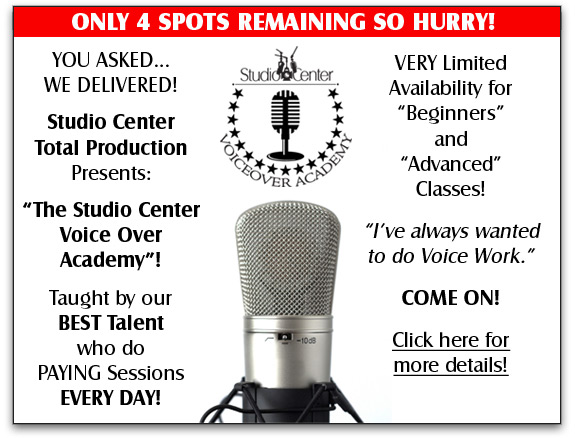 ONLY 4 SPOTS REMAINING SO HURRY!
YOU ASKED...
WE DELIVERED!
Studio Center
Total Production
Presents:
“The Studio Center
Voice Over
Academy”!
Taught by our
BEST Talent
who do
PAYING Sessions
EVERY DAY!
Studio Center
VOICEOVER ACADEMY
-10dB
VERY Limited
Availability for
“Beginners”
and
“Advanced”
Classes!
“I’ve always wanted
to do Voice Work.”
COME ON!
Click here for
more details!